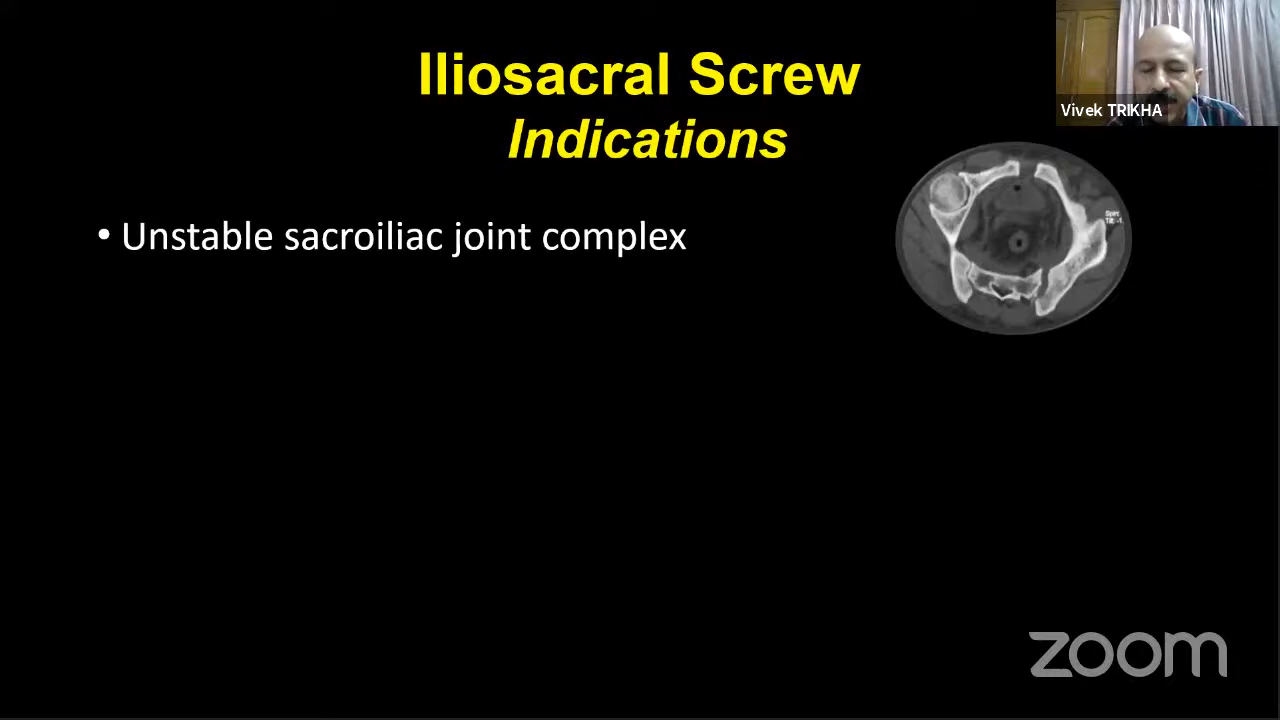 Iliosacral Screw
Indications
Vivek TRIKHA
• Unstable sacroiliac joint complex
zoom